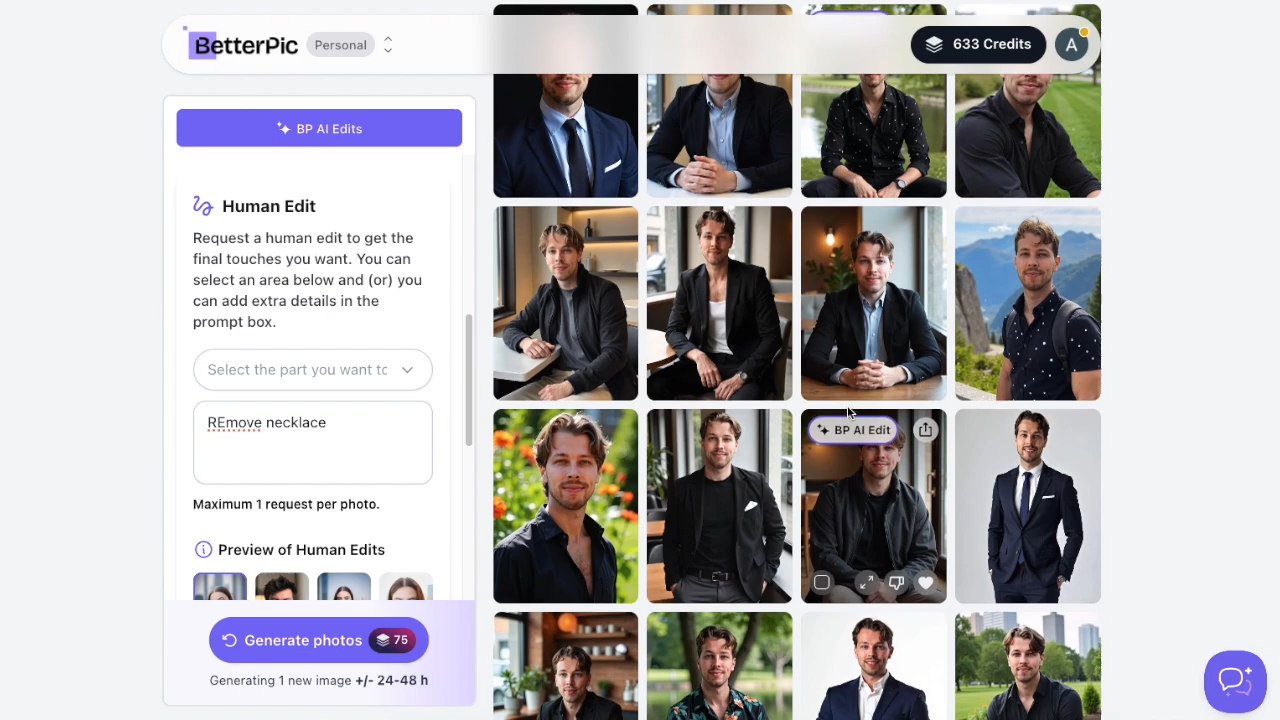 BetterPic
Personal
633 Credits
A
BP AI Edits
Human Edit
Request a human edit to get the
final touches you want. You can
select an area below and (or) you
can add extra details in the
prompt box.
Select the part you want to
REmove necklace
Maximum 1 request per photo.
Preview of Human Edits
Generate photos 75
Generating 1 new image +/- 24-48 h
BP AI Edit